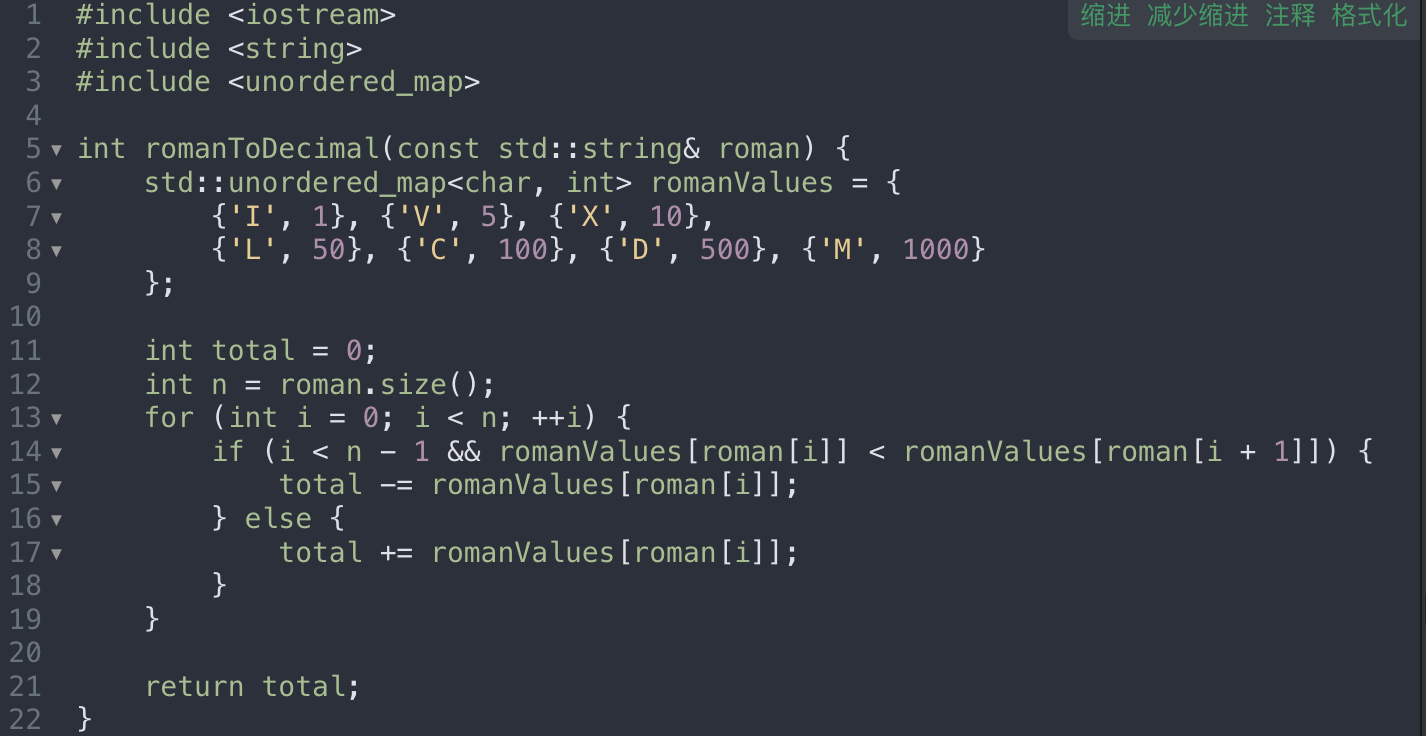 缩进 减少缩进 注释 格式化
1 #include <iostream>
2 #include <string>
3 #include <unordered_map>
4
5 int romanToDecimal(const std::string& roman) {
6     std::unordered_map<char, int> romanValues = {
7         {'I', 1}, {'V', 5}, {'X', 10},
8         {'L', 50}, {'C', 100}, {'D', 500}, {'M', 1000}
9     };
10
11     int total = 0;
12     int n = roman.size();
13     for (int i = 0; i < n; ++i) {
14         if (i < n - 1 && romanValues[roman[i]] < romanValues[roman[i + 1]]) {
15             total -= romanValues[roman[i]];
16         } else {
17             total += romanValues[roman[i]];
18         }
19     }
20
21     return total;
22 }